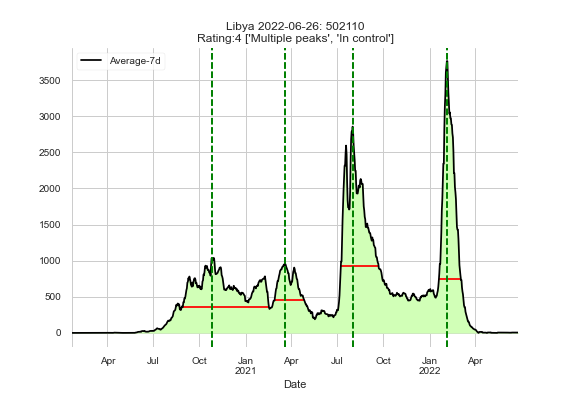 Libya 2022-06-26: 502110
Rating:4 ['Multiple peaks', 'In control']
Average-7d
3500
3000
2500
2000
1500
1000
500
0
Apr Jul Oct Jan Apr Jul Oct Jan Apr
2021 2022
Date